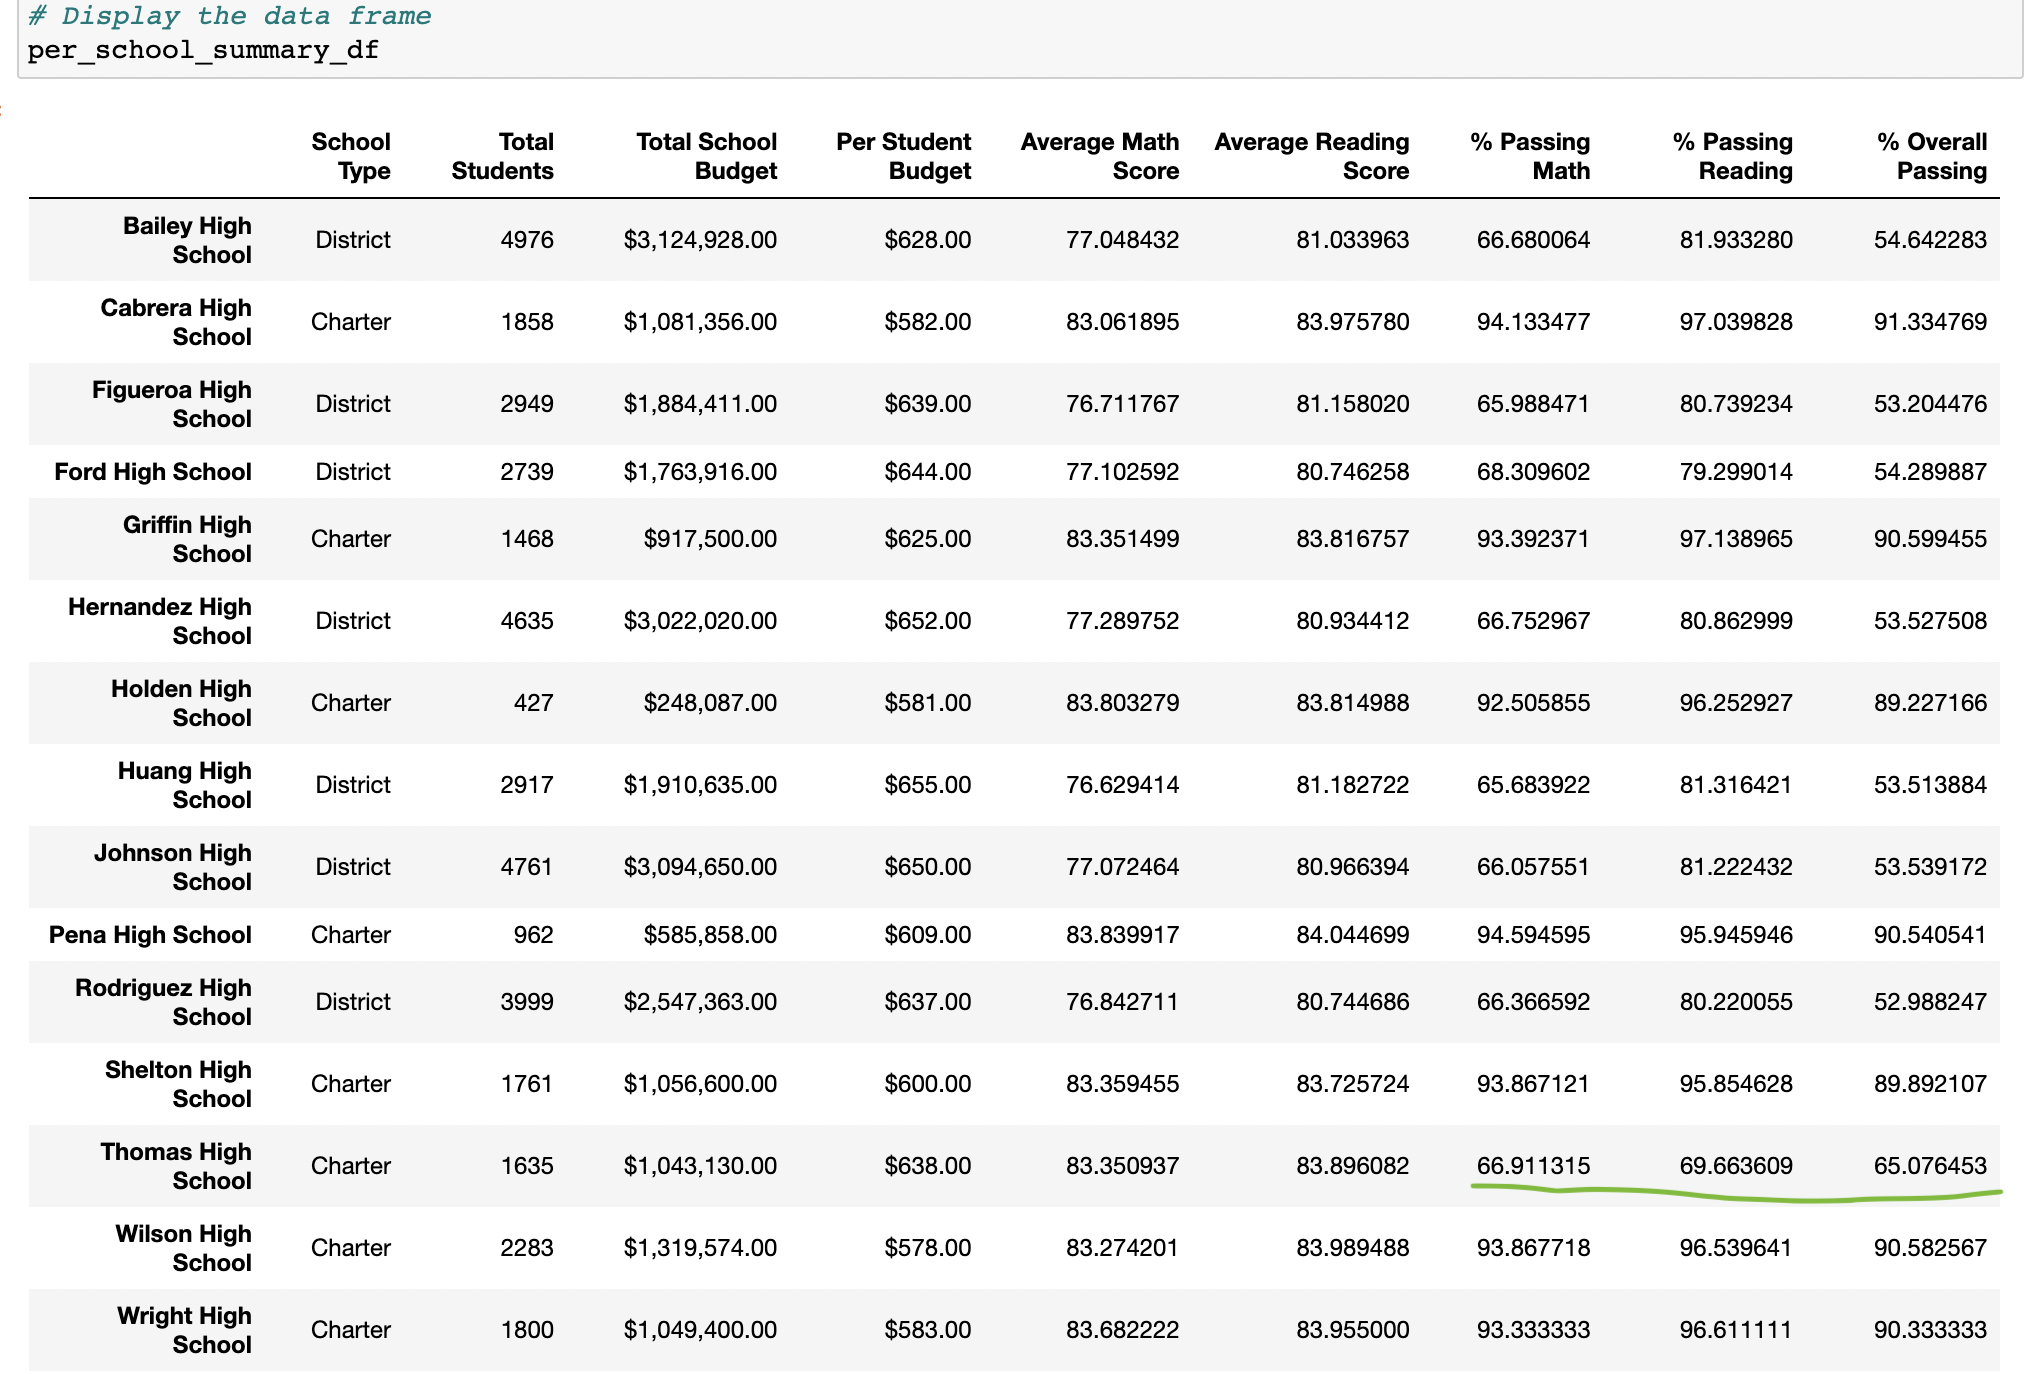 # Display the data frame
per_school_summary_df
School Total Total School Per Student Average Math Average Reading % Passing % Passing % Overall
Type Students Budget Budget Score Score Math Reading Passing
Bailey High
School District 4976 $3,124,928.00 $628.00 77.048432 81.033963 66.680064 81.933280 54.642283
Cabrera High
School Charter 1858 $1,081,356.00 $582.00 83.061895 83.975780 94.133477 97.039828 91.334769
Figueroa High
School District 2949 $1,884,411.00 $639.00 76.711767 81.158020 65.988471 80.739234 53.204476
Ford High School District 2739 $1,763,916.00 $644.00 77.102592 80.746258 68.309602 79.299014 54.289887
Griffin High
School Charter 1468 $917,500.00 $625.00 83.351499 83.816757 93.392371 97.138965 90.599455
Hernandez High
School District 4635 $3,022,020.00 $652.00 77.289752 80.934412 66.752967 80.862999 53.527508
Holden High
School Charter 427 $248,087.00 $581.00 83.803279 83.814988 92.505855 96.252927 89.227166
Huang High
School District 2917 $1,910,635.00 $655.00 76.629414 81.182722 65.683922 81.316421 53.513884
Johnson High
School District 4761 $3,094,650.00 $650.00 77.072464 80.966394 66.057551 81.222432 53.539172
Pena High School Charter 962 $585,858.00 $609.00 83.839917 84.044699 94.594595 95.945946 90.540541
Rodriguez High
School District 3999 $2,547,363.00 $637.00 76.842711 80.744686 66.366592 80.220055 52.988247
Shelton High
School Charter 1761 $1,056,600.00 $600.00 83.359455 83.725724 93.867121 95.854628 89.892107
Thomas High
School Charter 1635 $1,043,130.00 $638.00 83.350937 83.896082 66.911315 69.663609 65.076453
Wilson High
School Charter 2283 $1,319,574.00 $578.00 83.274201 83.989488 93.867718 96.539641 90.582567
Wright High
School Charter 1800 $1,049,400.00 $583.00 83.682222 83.955000 93.333333 96.611111 90.333333